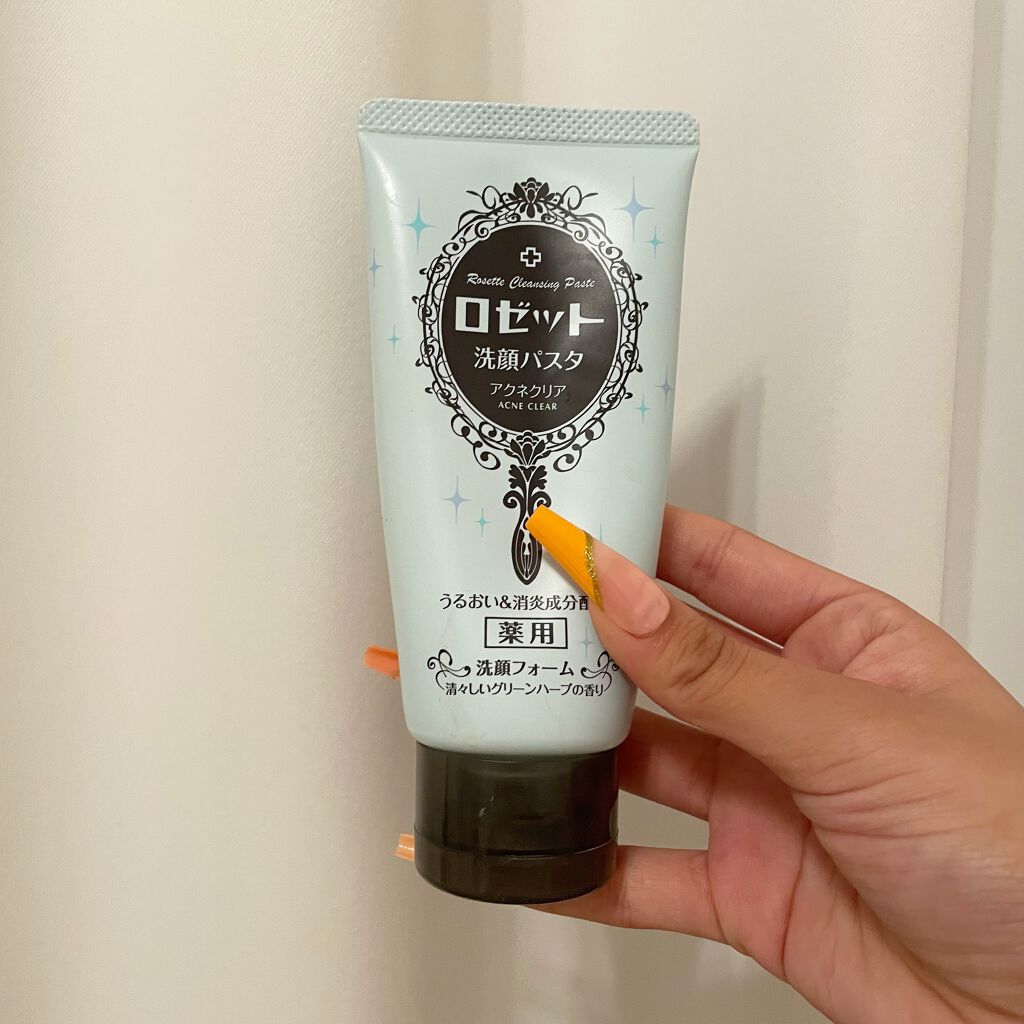 Rosette Cleansing Paste
ロゼット
洗顔パスタ
アクネクリア
ACNE CLEAR
うるおい&消炎成分配
薬用
洗顔フォーム
清々しいグリーンハーブの香り